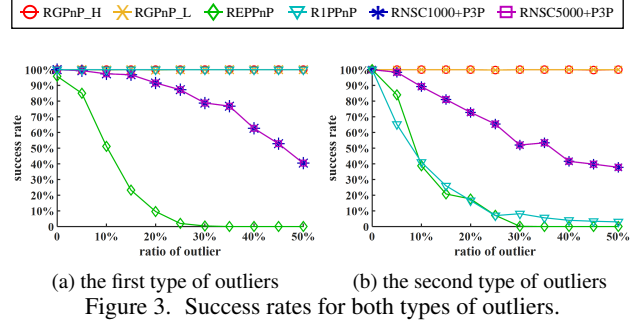 RGPnP_H RGPnP_L REPPnP R1PPnP RNSC1000+P3P RNSC5000+P3P
100%
90%
80%
70%
60%
50%
40%
30%
20%
10%
0
success rate
0 10% 20% 30% 40% 50%
ratio of outlier
(a) the first type of outliers
100%
90%
80%
70%
60%
50%
40%
30%
20%
10%
0
success rate
0 10% 20% 30% 40% 50%
ratio of outlier
(b) the second type of outliers
Figure 3. Success rates for both types of outliers.